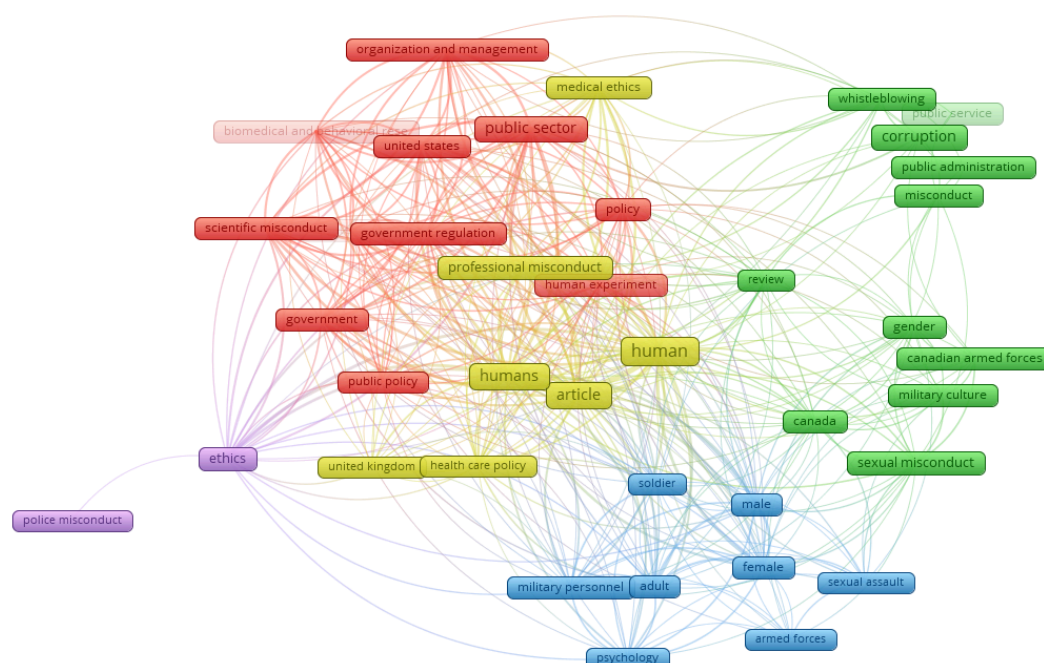 organization and management
medical ethics
whistleblowing
public service
biomedical and behavioral rese
public sector
corruption
united states
public administration
misconduct
policy
scientific misconduct
government regulation
professional misconduct
human experiment
review
government
gender
human
canadian armed forces
humans
public policy
article
military culture
canada
ethics
united kingdom
health care policy
sexual misconduct
soldier
male
police misconduct
female
military personnel
adult
sexual assault
armed forces
psychology